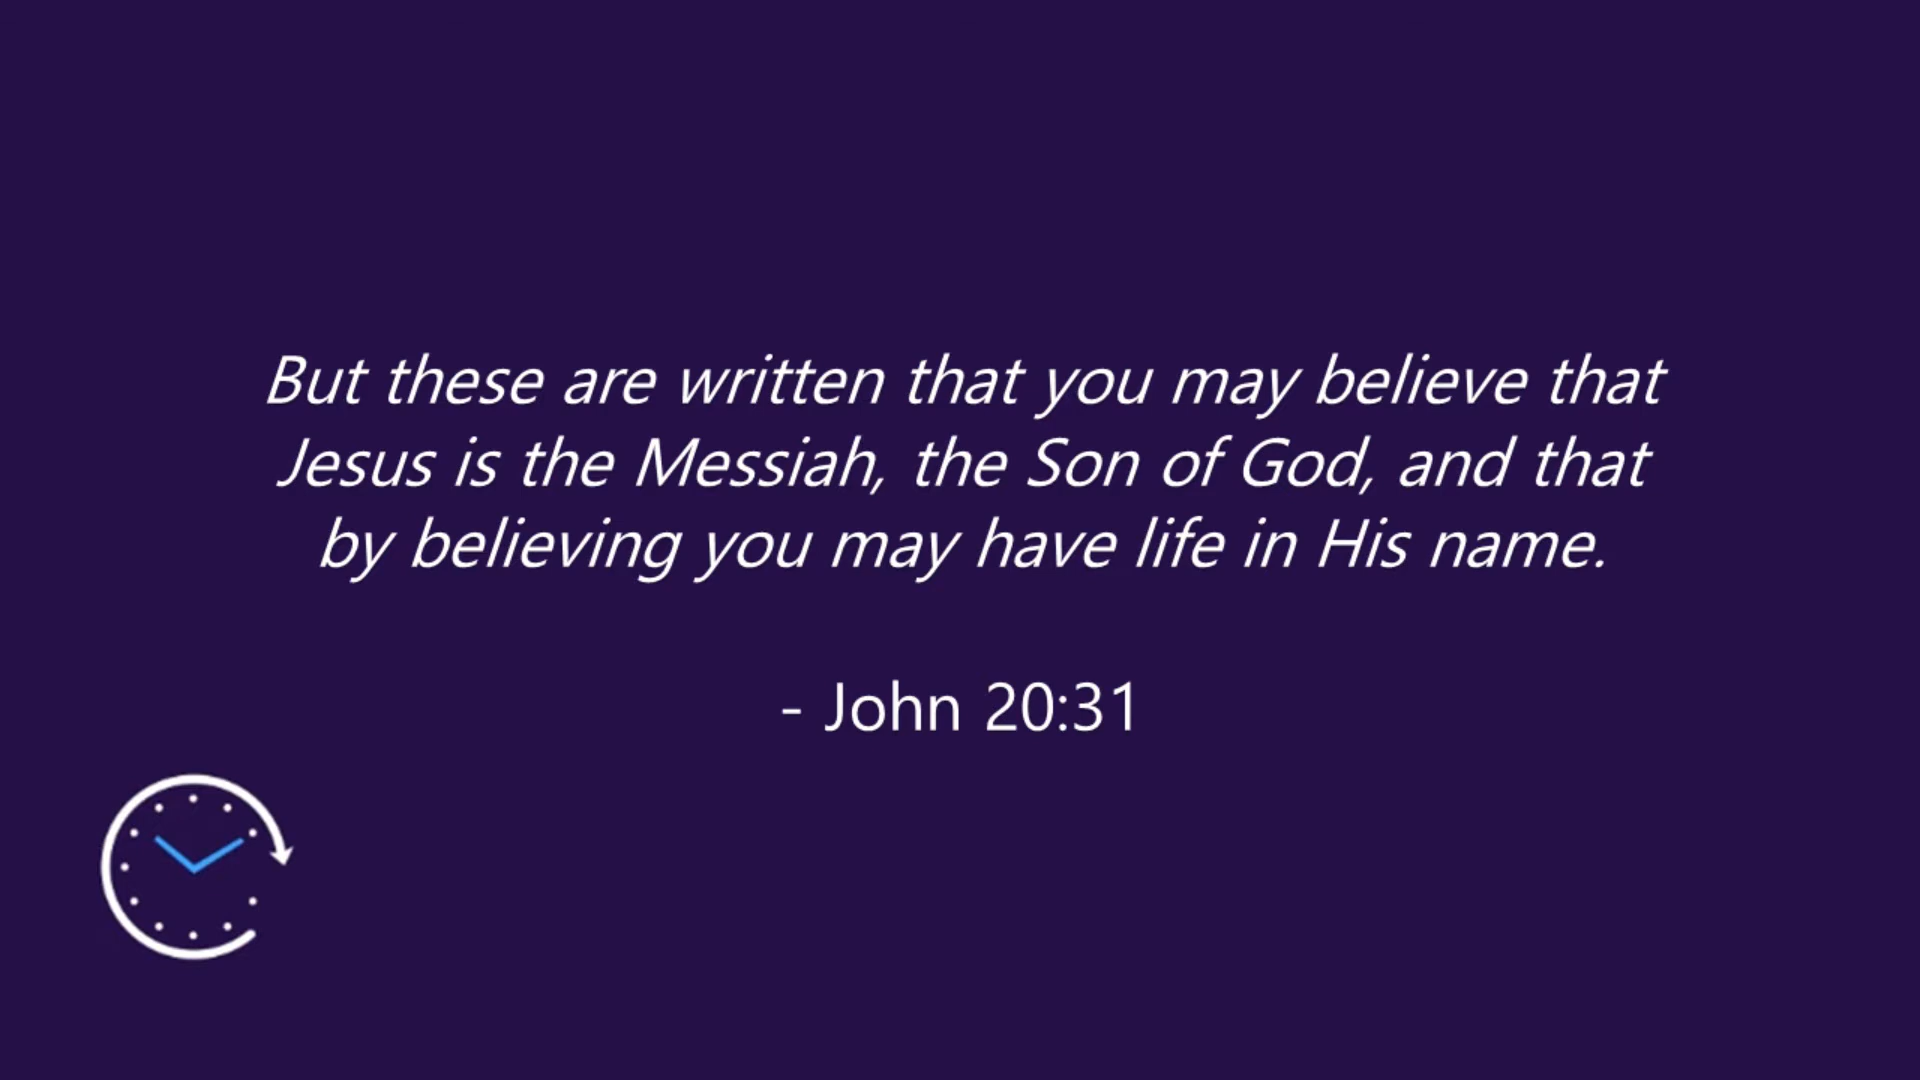 But these are written that you may believe that
Jesus is the Messiah, the Son of God, and that
by believing you may have life in His name.
- John 20:31